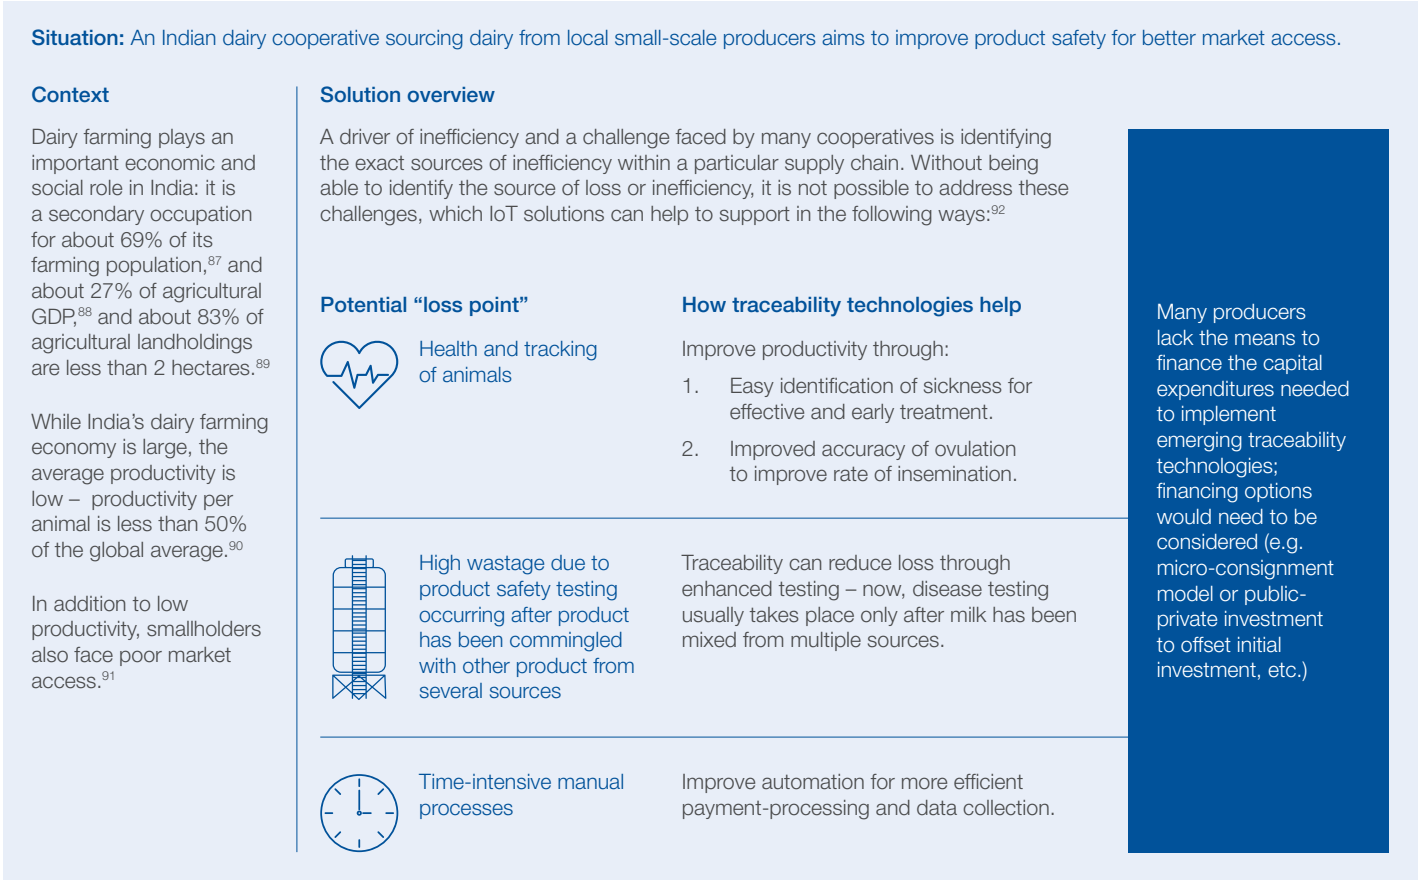 Situation: An Indian dairy cooperative sourcing dairy from local small-scale producers aims to improve product safety for better market access.
Context
Dairy farming plays an
important economic and
social role in India: it is
a secondary occupation
for about 69% of its
farming population,87 and
about 27% of agricultural
GDP,88 and about 83% of
agricultural landholdings
are less than 2 hectares.89
While India’s dairy farming
economy is large, the
average productivity is
low – productivity per
animal is less than 50%
of the global average.90
In addition to low
productivity, smallholders
also face poor market
access.91
Solution overview
A driver of inefficiency and a challenge faced by many cooperatives is identifying
the exact sources of inefficiency within a particular supply chain. Without being
able to identify the source of loss or inefficiency, it is not possible to address these
challenges, which IoT solutions can help to support in the following ways:92
Potential “loss point”
How traceability technologies help
Health and tracking
of animals
Improve productivity through:
1. Easy identification of sickness for
effective and early treatment.
2. Improved accuracy of ovulation
to improve rate of insemination.
High wastage due to
product safety testing
occurring after product
has been commingled
with other product from
several sources
Traceability can reduce loss through
enhanced testing – now, disease testing
usually takes place only after milk has been
mixed from multiple sources.
Time-intensive manual
processes
Improve automation for more efficient
payment-processing and data collection.
Many producers
lack the means to
finance the capital
expenditures needed
to implement
emerging traceability
technologies;
financing options
would need to be
considered (e.g.
micro-consignment
model or public-
private investment
to offset initial
investment, etc.)